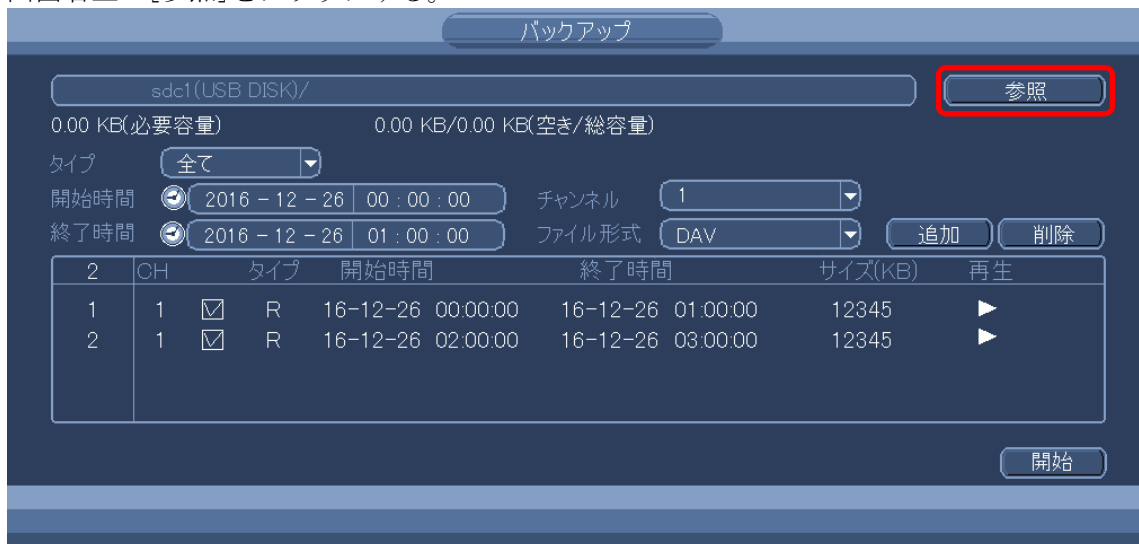 バックアップ
sdc1(USB DISK)/ 参照
0.00 KB(必要容量) 0.00 KB/0.00 KB(空き/総容量)
タイプ 全て
開始時間 2016 - 12 - 26 00 : 00 : 00 チャンネル 1
終了時間 2016 - 12 - 26 01 : 00 : 00 ファイル形式 DAV 追加 削除
2 CH タイプ 開始時間 終了時間 サイズ(KB) 再生
1 1 R 16-12-26 00:00:00 16-12-26 01:00:00 12345
2 1 R 16-12-26 02:00:00 16-12-26 03:00:00 12345
開始